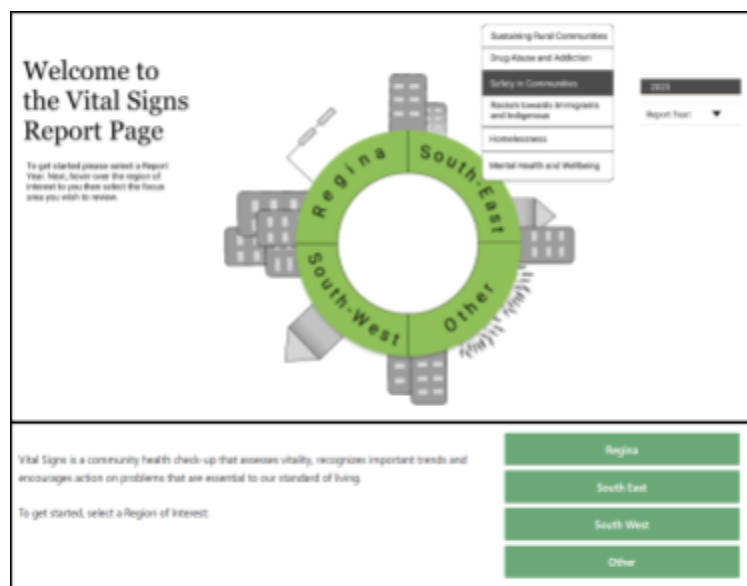 Welcome to
the Vital Signs
Report Page
To get started please select a Report
Year. Next, hover over the region of
interest to you then select the focus
area you wish to review.
Sustaining Rural Communities
Drug Abuse and Addiction
Safety in Communities
Racism towards Immigrants
and Indigenous
Homelessness
Mental Health and Wellbeing
2023
Report Year:
Regina
South-East
South-West
Other
Vital Signs is a community health check-up that assesses vitality, recognizes important trends and
encourages action on problems that are essential to our standard of living.
To get started, select a Region of Interest:
Regina
South East
South West
Other